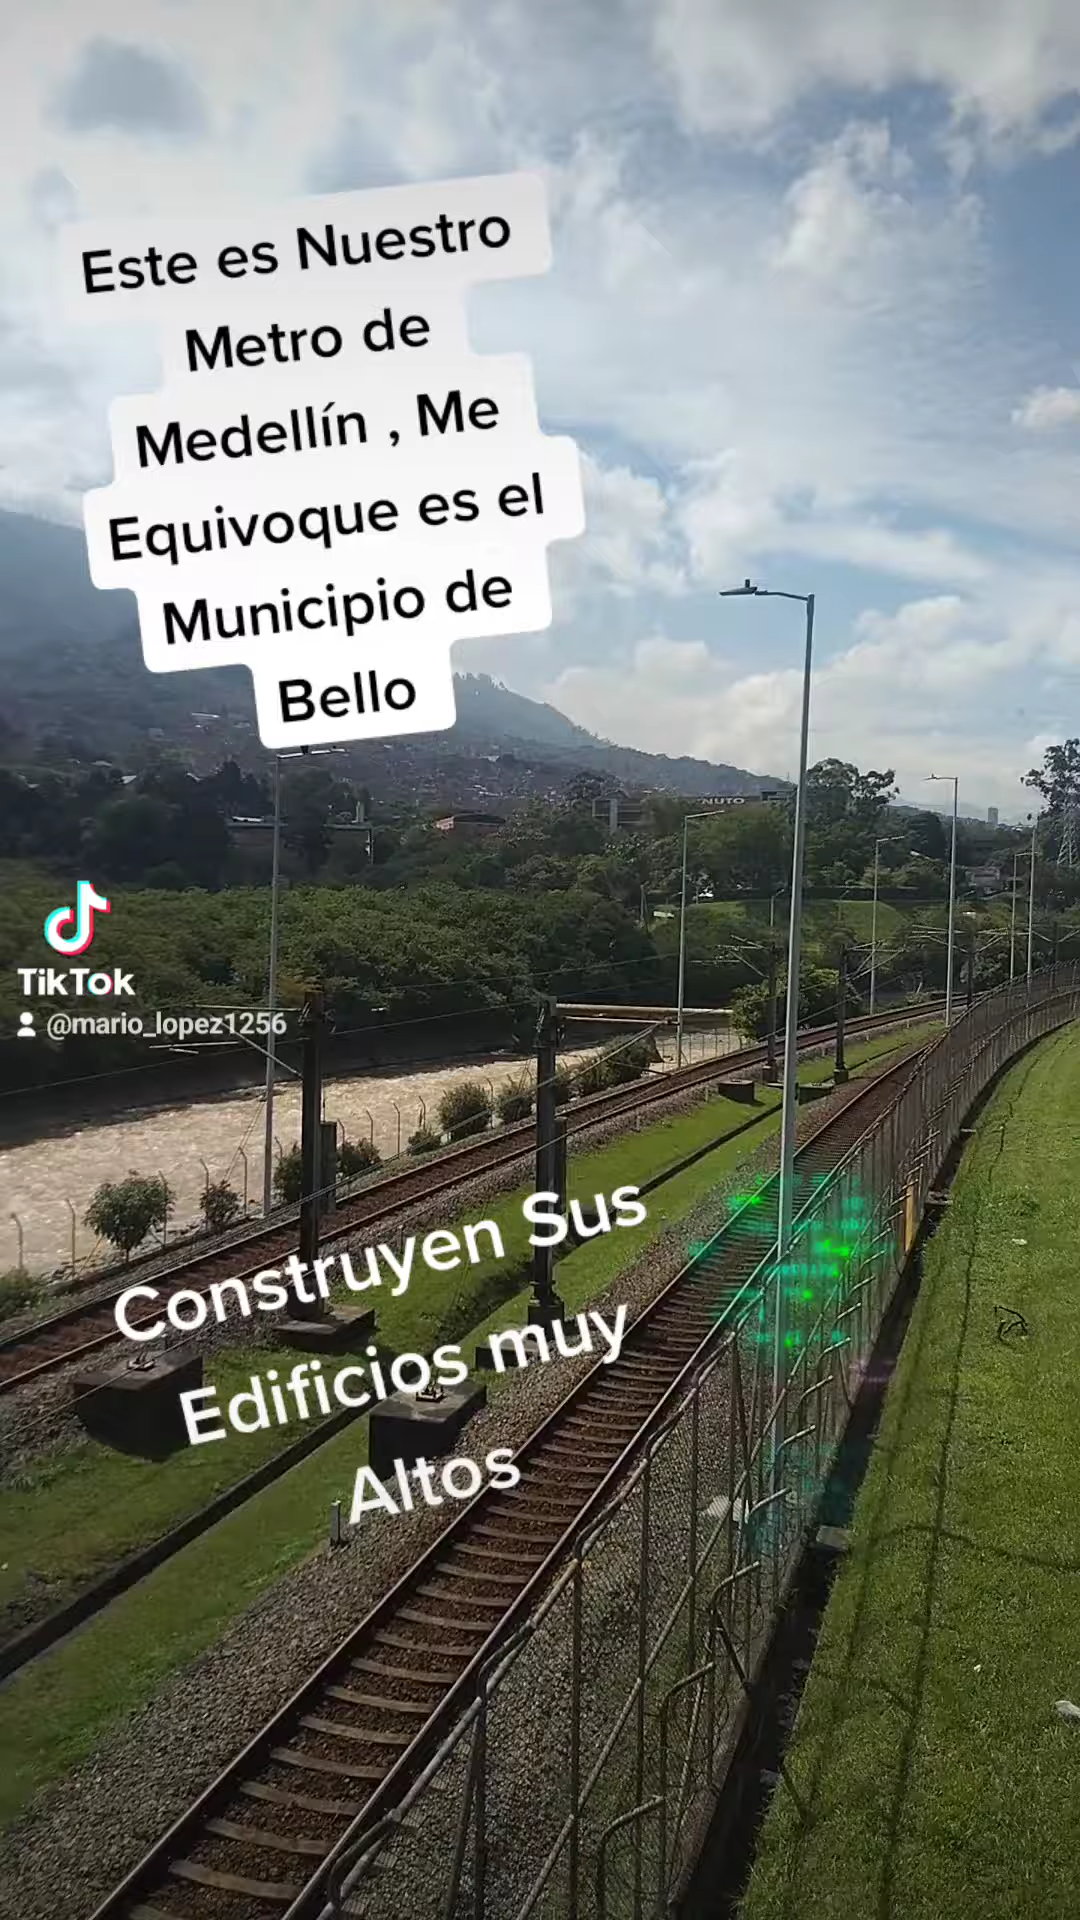 Este es Nuestro
Metro de
Medellín , Me
Equivoque es el
Municipio de
Bello
NUTO
TikTok
@mario_lopez1256
Construyen Sus
Edificios muy
Altos